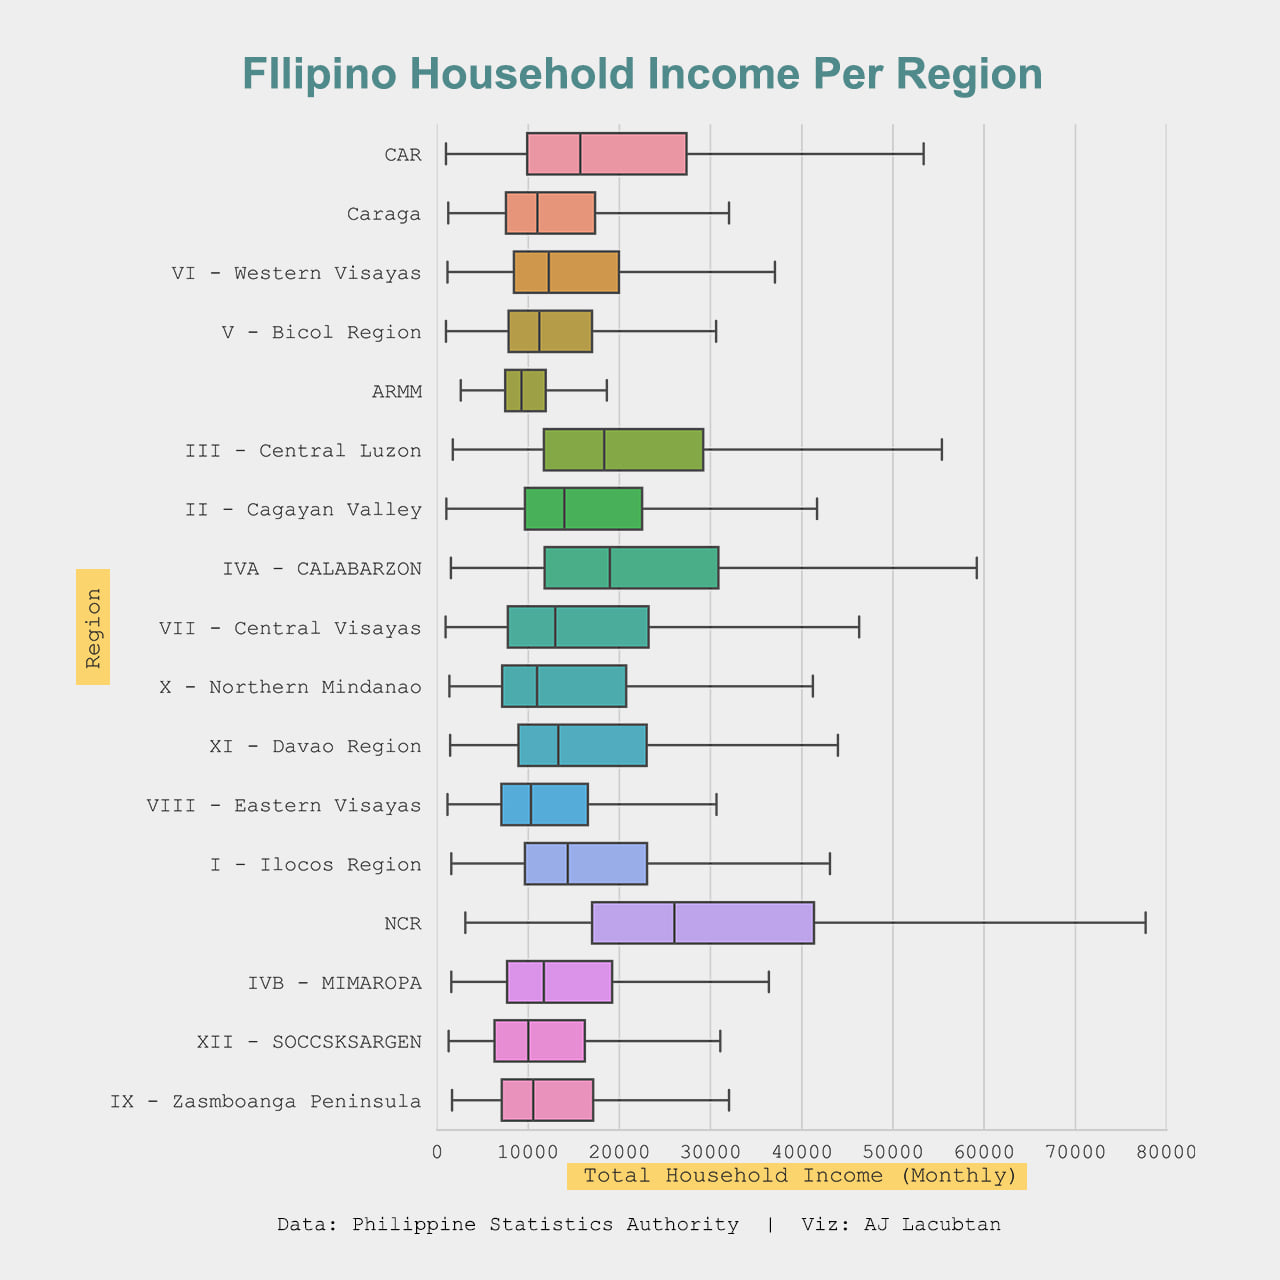 FIlipino Household Income Per Region
CAR
Caraga
VI - Western Visayas
V - Bicol Region
ARMM
III - Central Luzon
II - Cagayan Valley
IVA - CALABARZON
VII - Central Visayas
Region
X - Northern Mindanao
XI - Davao Region
VIII - Eastern Visayas
I - Ilocos Region
NCR
IVB - MIMAROPA
XII - SOCCSKSARGEN
IX - Zasmboanga Peninsula
0 10000 20000 30000 40000 50000 60000 70000 80000
Total Household Income (Monthly)
Data: Philippine Statistics Authority | Viz: AJ Lacubtan